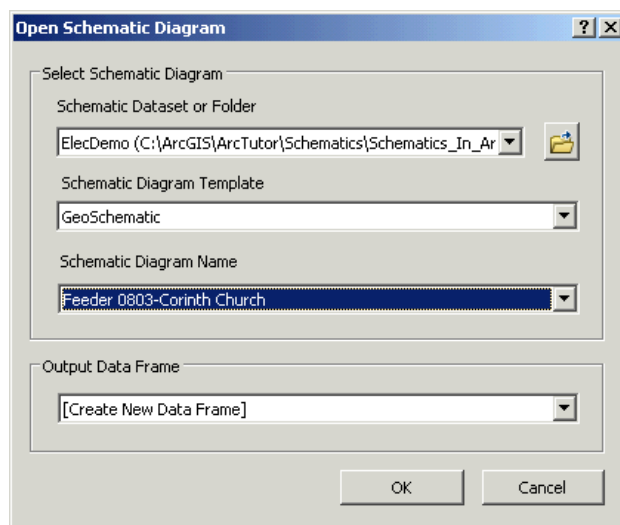 Open Schematic Diagram
Select Schematic Diagram
Schematic Dataset or Folder
ElecDemo (C:\ArcGIS\ArcTutor\Schematics\Schematics_In_Ar
Schematic Diagram Template
GeoSchematic
Schematic Diagram Name
Feeder 0803-Corinth Church
Output Data Frame
[Create New Data Frame]
OK Cancel